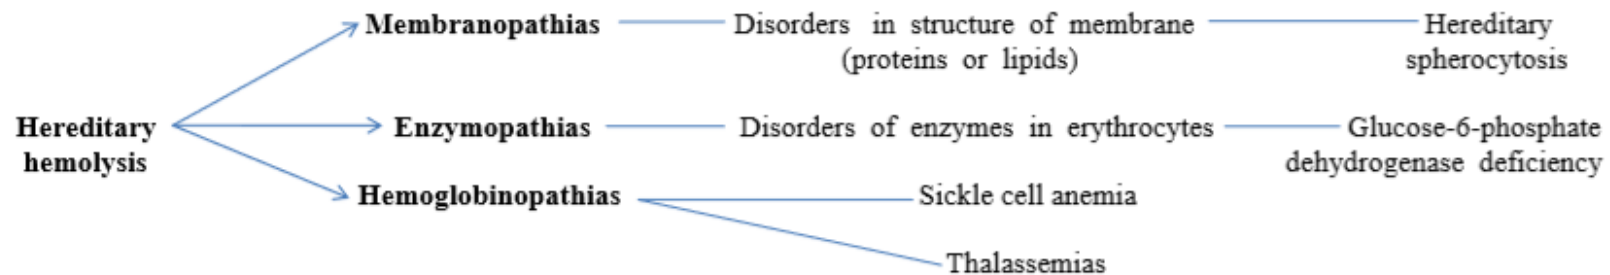 Membranopathias Disorders in structure of membrane Hereditary
(proteins or lipids) spherocytosis
Hereditary Enzymopathias Disorders of enzymes in erythrocytes Glucose-6-phosphate
hemolysis dehydrogenase deficiency
Hemoglobinopathias Sickle cell anemia
Thalassemias